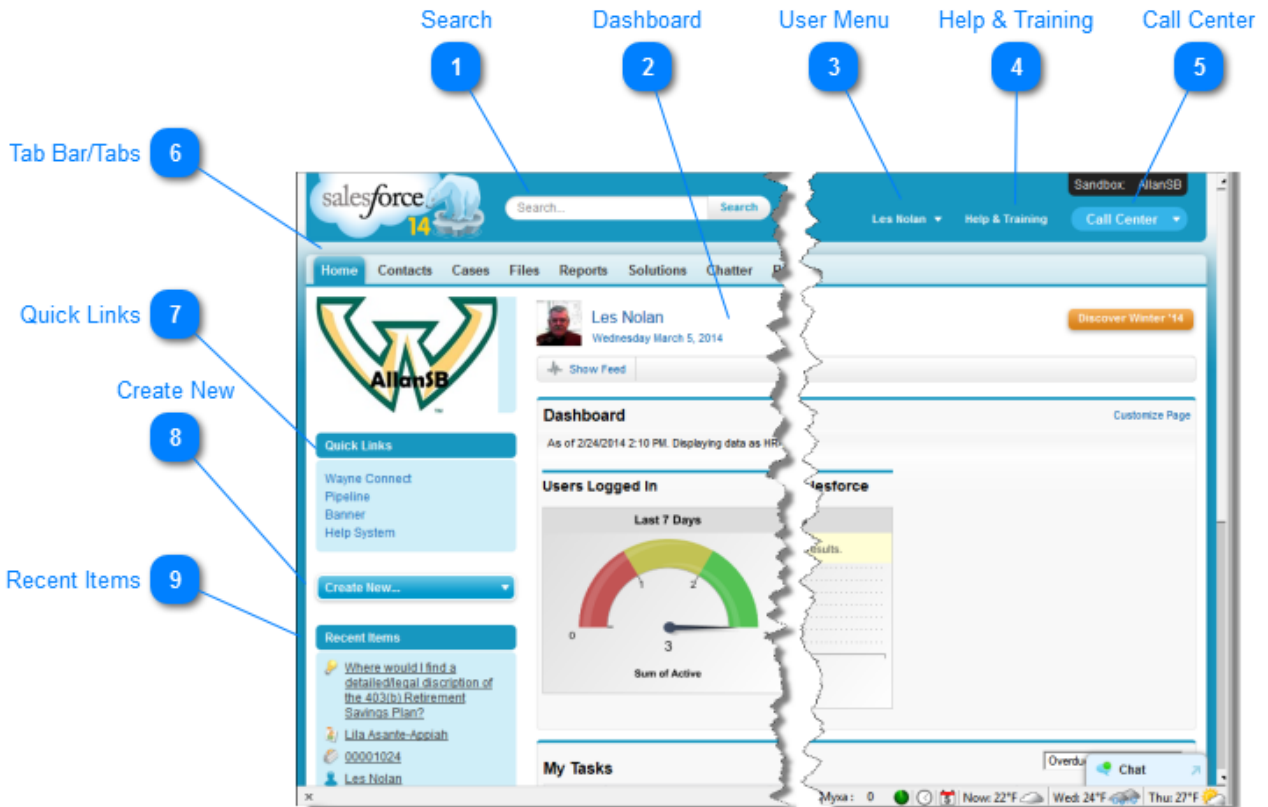 Search
Dashboard
User Menu
Help & Training
Call Center
1
2
3
4
5
Tab Bar/Tabs 6
Sandbox: AllanSB
salesforce
14
Search...
Search
Les Nolan
Help & Training
Call Center
Home Contacts Cases Files Reports Solutions Chatter
Quick Links 7
Les Nolan
Wednesday March 5, 2014
Discover Winter '14
AllanSB
Show Feed
Create New
8
Dashboard
Customize Page
As of 2/24/2014 2:10 PM. Displaying data as HR
Quick Links
Wayne Connect
Pipeline
Banner
Help System
Users Logged In
lesforce
Last 7 Days
esults.
0
1
2
3
Sum of Active
Recent Items 9
Create New...
Recent Items
Where would I find a
detailed/legal discription of
the 403(b) Retirement
Savings Plan?
Lila Asante-Appiah
00001024
Les Nolan
My Tasks
Overdu
Chat
Myxa: 0
Now: 22°F
Wed: 24°F
Thu: 27°F